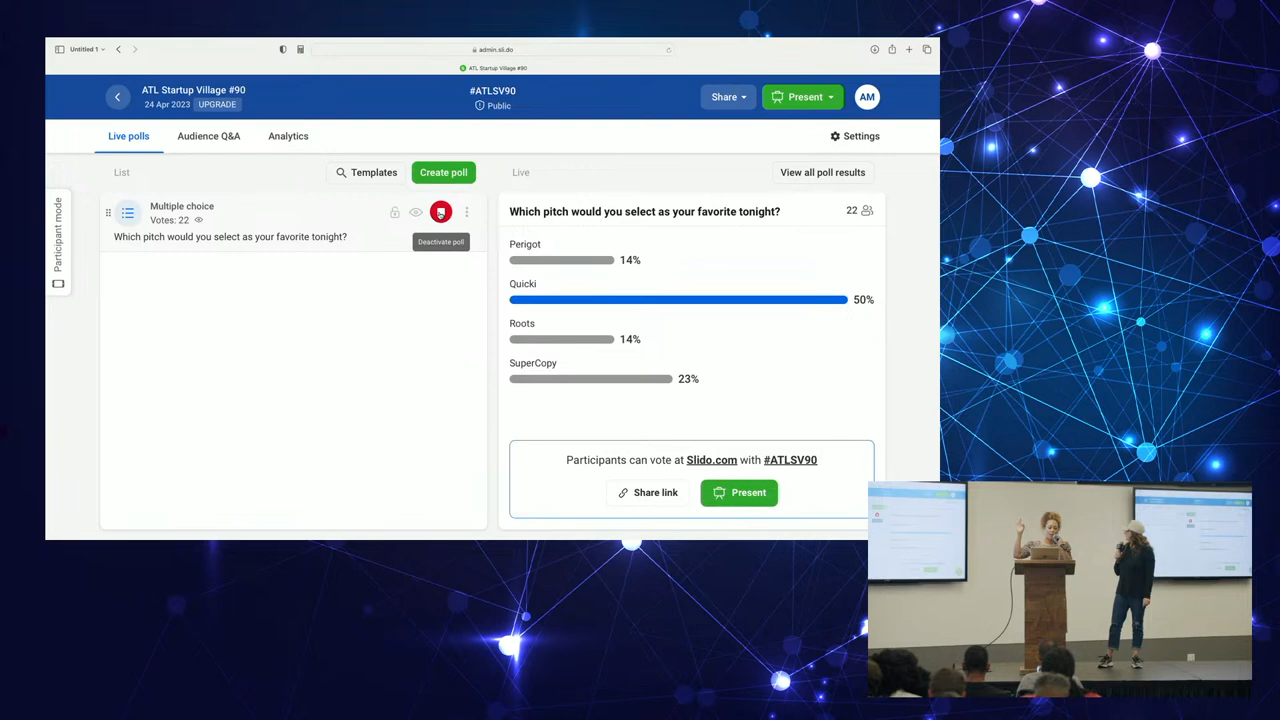 Untitled 1
admin.sli.do
ATL Startup Village #90
ATL Startup Village #90
24 Apr 2023 UPGRADE
#ATLSV90
Public
Share
Present
AM
Live polls
Audience Q&A
Analytics
Settings
List
Templates
Create poll
Live
View all poll results
Participant mode
Multiple choice
Votes: 22
Which pitch would you select as your favorite tonight?
Deactivate poll
Which pitch would you select as your favorite tonight?
22
Perigot
14%
Quicki
50%
Roots
14%
SuperCopy
23%
Participants can vote at Slido.com with #ATLSV90
Share link
Present